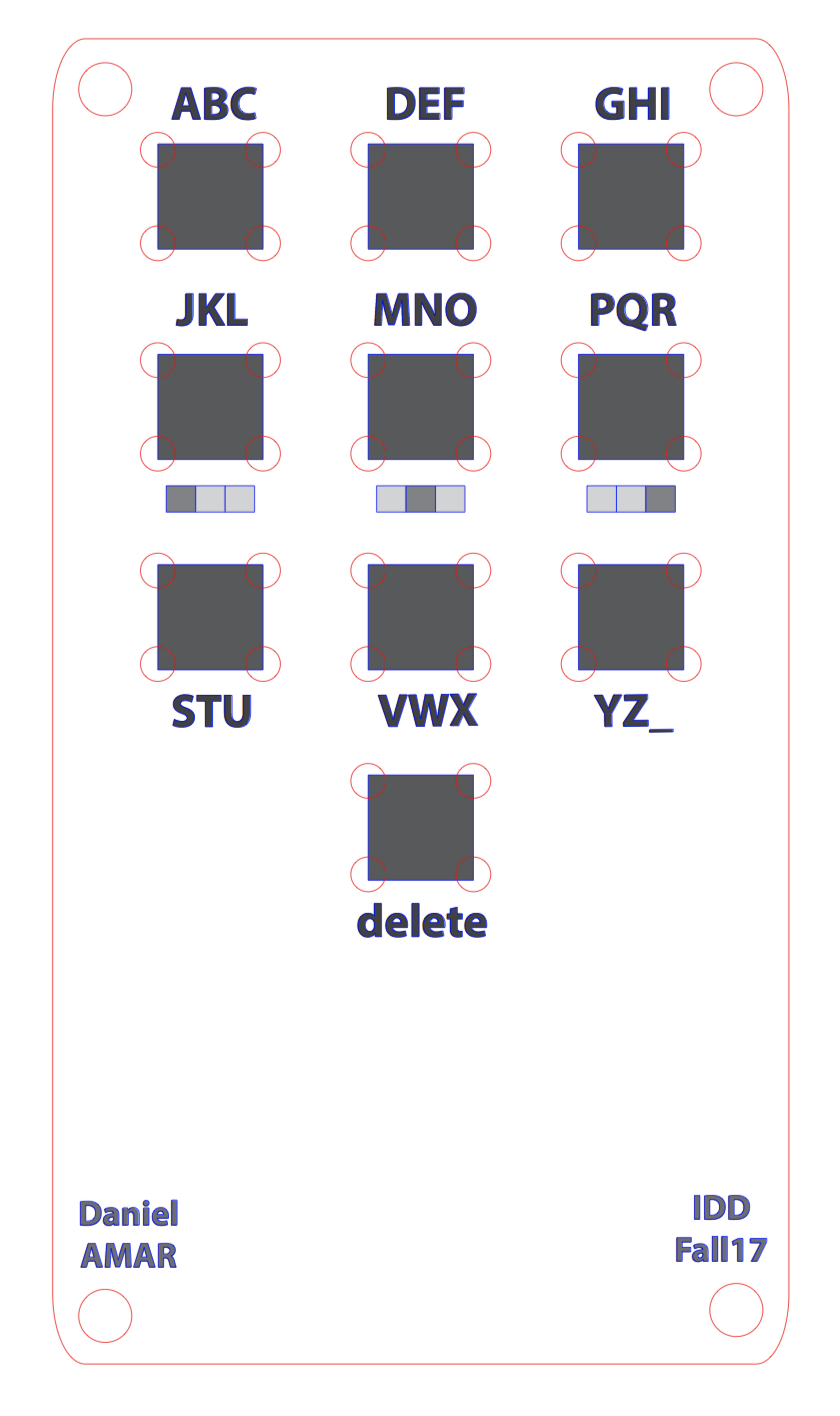 ABC DEF GHI
JKL MNO PQR
STU VWX YZ_
delete
Daniel
AMAR
IDD
Fall17